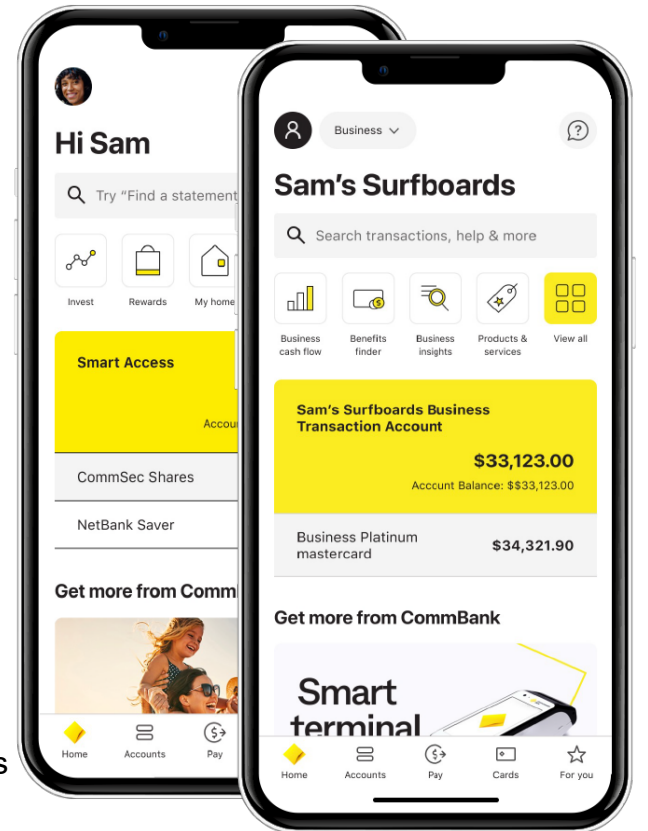 Hi Sam
Try "Find a statement
Invest
Rewards
My home
Smart Access
Accou
CommSec Shares
NetBank Saver
Get more from Comm
Home
Accounts
Pay
s
Business
Sam's Surfboards
Search transactions, help & more
Business
cash flow
Benefits
finder
Business
insights
Products &
services
View all
Sam's Surfboards Business
Transaction Account
$33,123.00
Acccunt Balance: $$33,123.00
Business Platinum
mastercard
$34,321.90
Get more from CommBank
Smart
terminal
Home
Accounts
Pay
Cards
For you